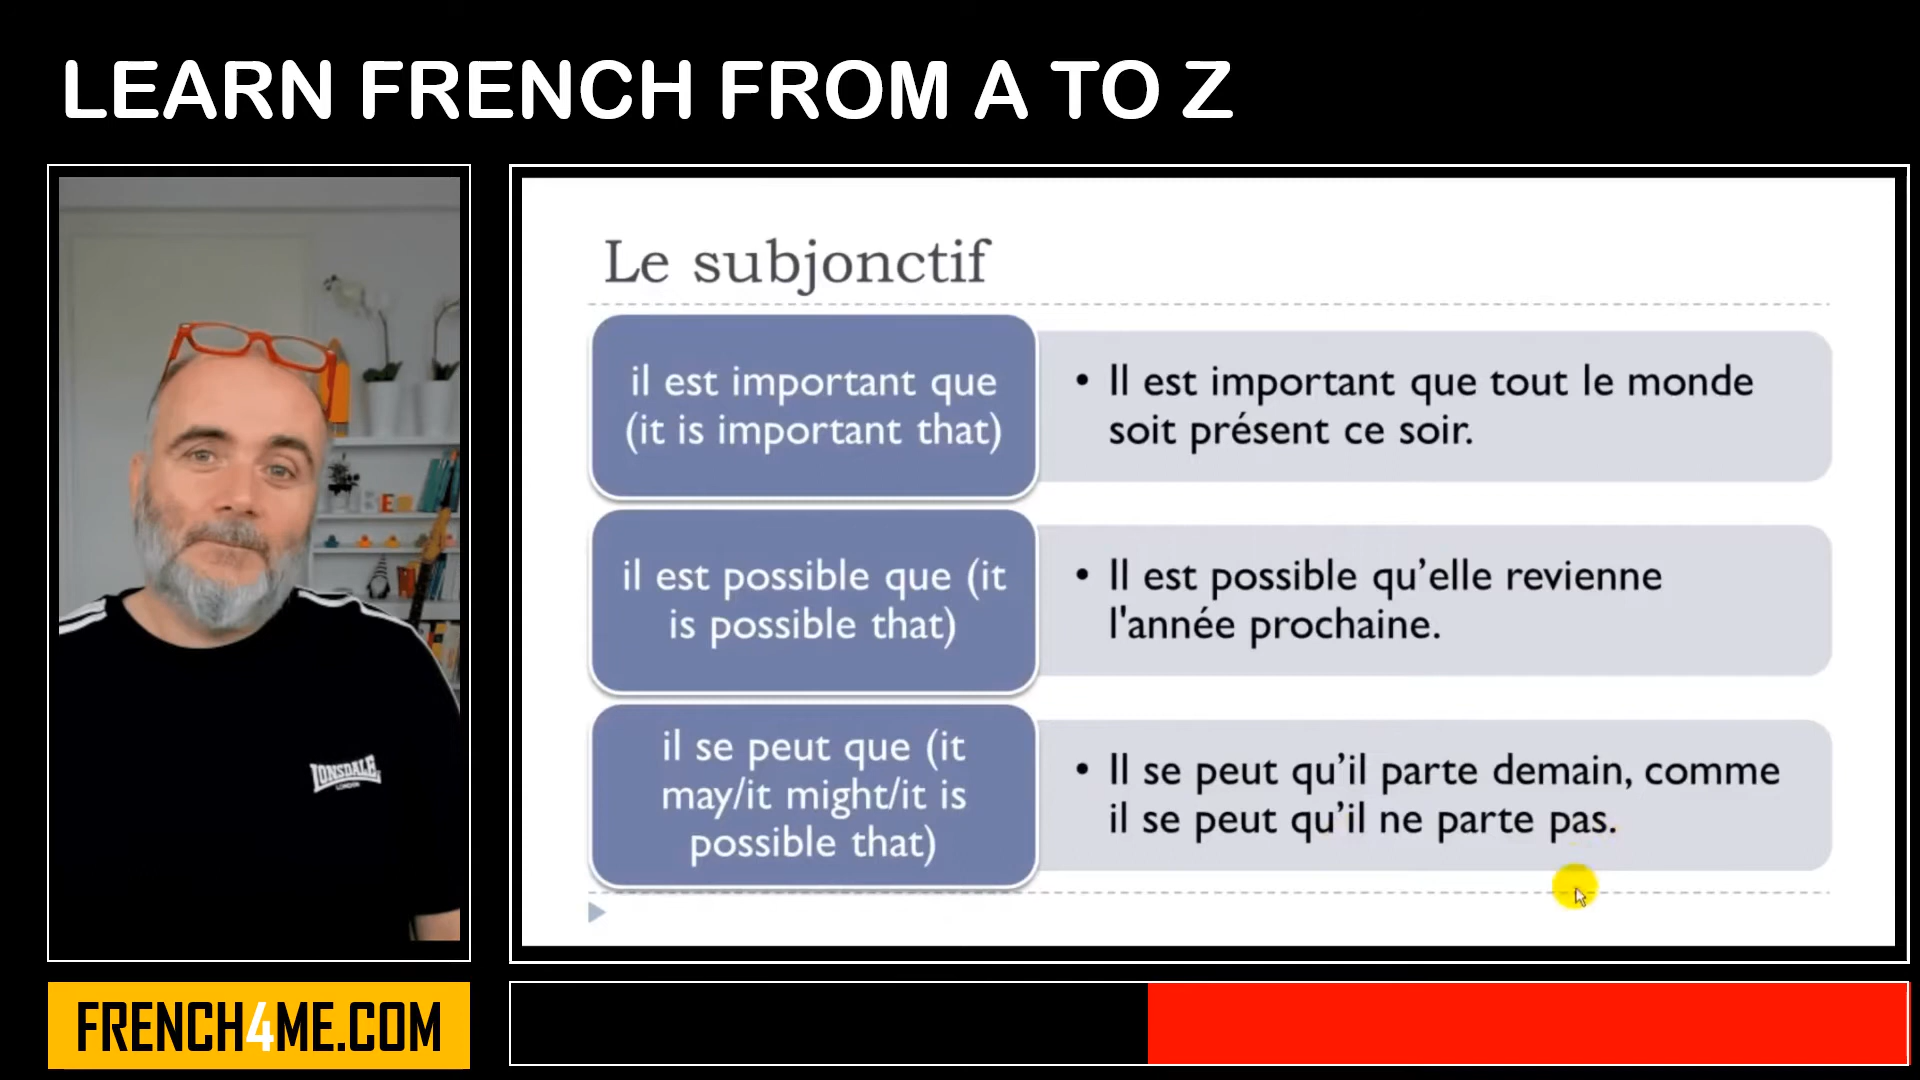 LEARN FRENCH FROM A TO Z
BE
LONSDALE
LONDON
FRENCH4ME.COM
Le subjonctif
il est important que
(it is important that)
• Il est important que tout le monde
soit présent ce soir.
il est possible que (it
is possible that)
• Il est possible qu’elle revienne
l'année prochaine.
il se peut que (it
may/it might/it is
possible that)
• Il se peut qu’il parte demain, comme
il se peut qu’il ne parte pas.